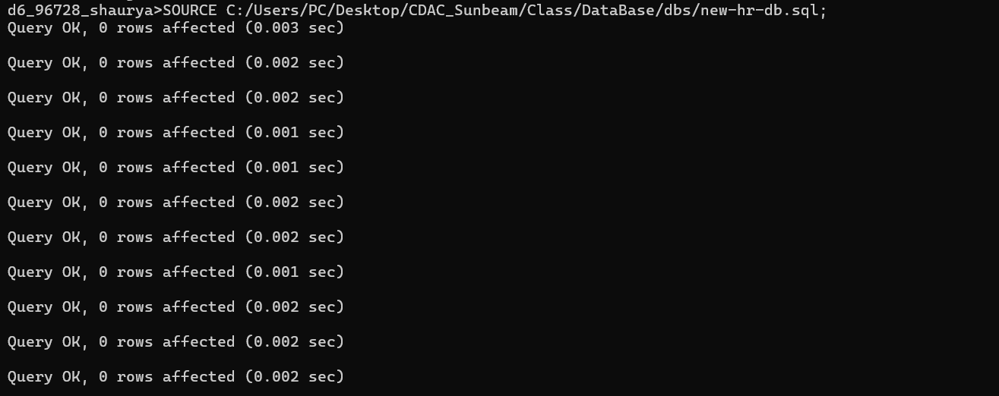 d6_96728_shaurya>SOURCE C:/Users/PC/Desktop/CDAC_Sunbeam/Class/DataBase/dbs/new-hr-db.sql;
Query OK, 0 rows affected (0.003 sec)
Query OK, 0 rows affected (0.002 sec)
Query OK, 0 rows affected (0.002 sec)
Query OK, 0 rows affected (0.001 sec)
Query OK, 0 rows affected (0.001 sec)
Query OK, 0 rows affected (0.002 sec)
Query OK, 0 rows affected (0.002 sec)
Query OK, 0 rows affected (0.001 sec)
Query OK, 0 rows affected (0.002 sec)
Query OK, 0 rows affected (0.002 sec)
Query OK, 0 rows affected (0.002 sec)